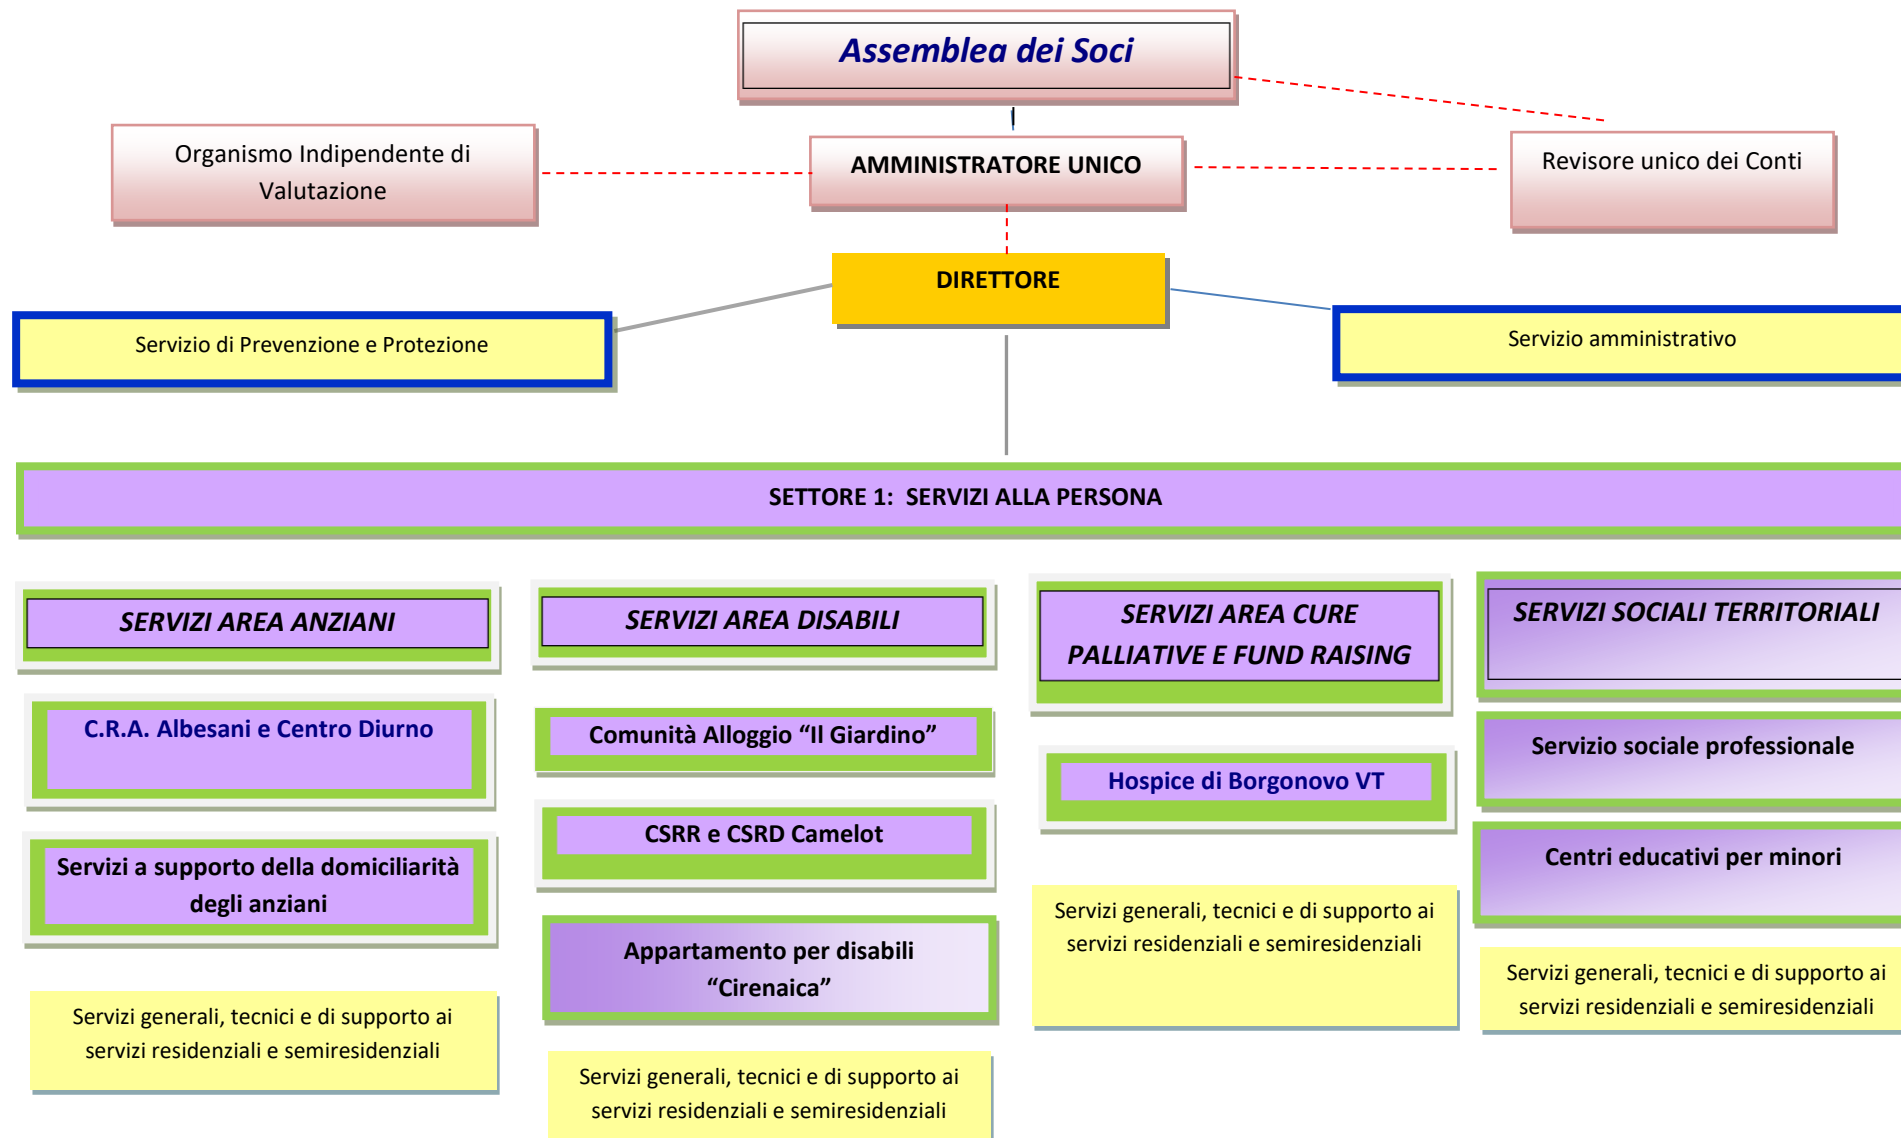 Assemblea dei Soci
Organismo Indipendente di
Valutazione
AMMINISTRATORE UNICO
Revisore unico dei Conti
DIRETTORE
Servizio di Prevenzione e Protezione
Servizio amministrativo
SETTORE 1: SERVIZI ALLA PERSONA
SERVIZI AREA ANZIANI
C.R.A. Albesani e Centro Diurno
Servizi a supporto della domiciliarità
degli anziani
Servizi generali, tecnici e di supporto ai
servizi residenziali e semiresidenziali
SERVIZI AREA DISABILI
Comunità Alloggio “Il Giardino”
CSRR e CSRD Camelot
Appartamento per disabili
“Cirenaica”
Servizi generali, tecnici e di supporto ai
servizi residenziali e semiresidenziali
SERVIZI AREA CURE
PALLIATIVE E FUND RAISING
Hospice di Borgonovo VT
Servizi generali, tecnici e di supporto ai
servizi residenziali e semiresidenziali
SERVIZI SOCIALI TERRITORIALI
Servizio sociale professionale
Centri educativi per minori
Servizi generali, tecnici e di supporto ai
servizi residenziali e semiresidenziali